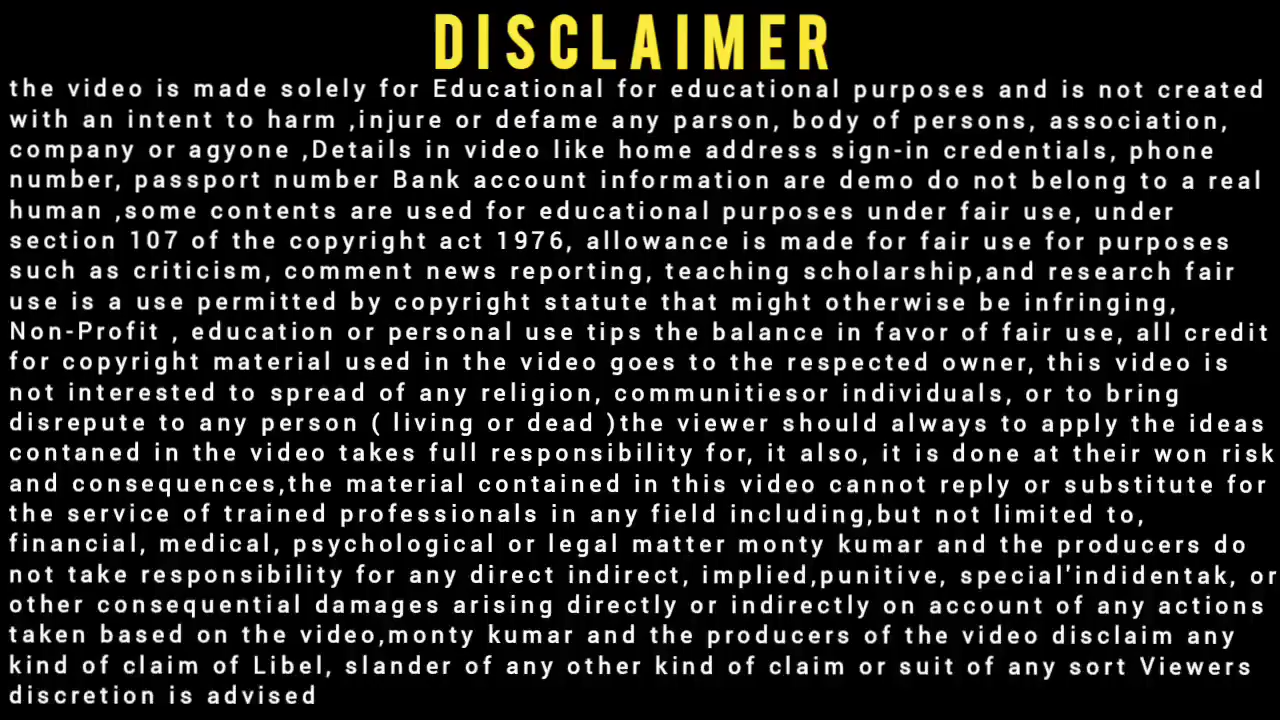 DISCLAIMER
the video is made solely for Educational for educational purposes and is not created
with an intent to harm ,injure or defame any parson, body of persons, association,
company or agyone ,Details in video like home address sign-in credentials, phone
number, passport number Bank account information are demo do not belong to a real
human ,some contents are used for educational purposes under fair use, under
section 107 of the copyright act 1976, allowance is made for fair use for purposes
such as criticism, comment news reporting, teaching scholarship,and research fair
use is a use permitted by copyright statute that might otherwise be infringing,
Non-Profit , education or personal use tips the balance in favor of fair use, all credit
for copyright material used in the video goes to the respected owner, this video is
not interested to spread of any religion, communitiesor individuals, or to bring
disrepute to any person ( living or dead )the viewer should always to apply the ideas
contaned in the video takes full responsibility for, it also, it is done at their won risk
and consequences,the material contained in this video cannot reply or substitute for
the service of trained professionals in any field including,but not limited to,
financial, medical, psychological or legal matter monty kumar and the producers do
not take responsibility for any direct indirect, implied,punitive, special'indidentak, or
other consequential damages arising directly or indirectly on account of any actions
taken based on the video,monty kumar and the producers of the video disclaim any
kind of claim of Libel, slander of any other kind of claim or suit of any sort Viewers
discretion is advised